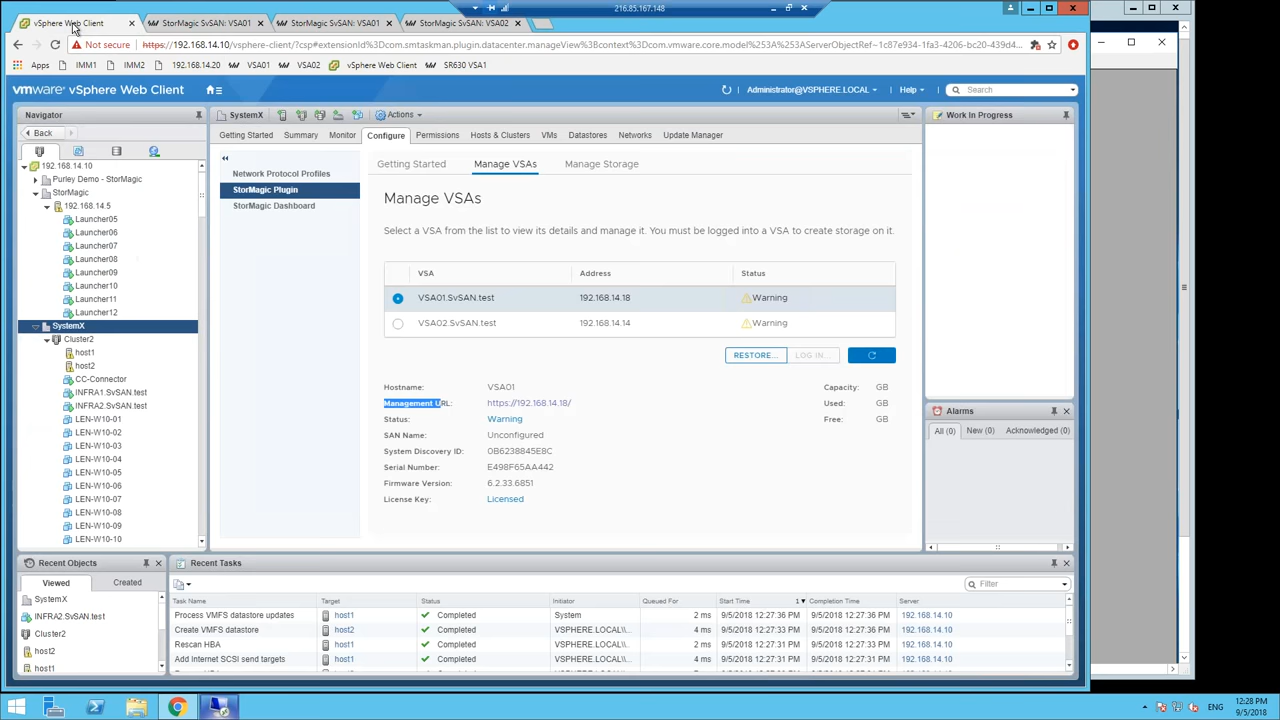 216.85.167.148
vSphere Web Client
StorMagic SvSAN: VSA01
StorMagic SvSAN: VSA01
StorMagic SvSAN: VSA02
Not secure
Apps IMM1 IMM2 192.168.14.20 VSA01 VSA02 vSphere Web Client SR630 VSA1
vmware vSphere Web Client
Administrator@VSPHERE.LOCAL
Help
Search
Navigator
Back
192.168.14.10
Purley Demo - StorMagic
StorMagic
192.168.14.5
Launcher05
Launcher06
Launcher07
Launcher08
Launcher09
Launcher10
Launcher11
Launcher12
SystemX
Cluster2
host1
host2
CC-Connector
INFRA1.SvSAN.test
INFRA2.SvSAN.test
LEN-W10-01
LEN-W10-02
LEN-W10-03
LEN-W10-04
LEN-W10-05
LEN-W10-06
LEN-W10-07
LEN-W10-08
LEN-W10-09
LEN-W10-10
SystemX
Actions
Getting Started Summary Monitor Configure Permissions Hosts & Clusters VMs Datastores Networks Update Manager
Network Protocol Profiles
StorMagic Plugin
StorMagic Dashboard
Getting Started Manage VSAs Manage Storage
Manage VSAs
Select a VSA from the list to view its details and manage it. You must be logged into a VSA to create storage on it.
VSA Address Status
VSA01.SvSAN.test 192.168.14.18 Warning
VSA02.SvSAN.test 192.168.14.14 Warning
RESTORE... LOG IN...
Hostname: VSA01 Capacity: GB
Management URL: https://192.168.14.18/ Used: GB
Status: Warning Free: GB
SAN Name: Unconfigured
System Discovery ID: 0B6238845E8C
Serial Number: E498F65AA442
Firmware Version: 6.2.33.6851
License Key: Licensed
Work In Progress
Alarms
All (0) New (0) Acknowledged (0)
Recent Objects
Viewed Created
SystemX
INFRA2.SvSAN.test
Cluster2
host2
host1
Recent Tasks
Filter
Task Name Target Status Initiator Queued For Start Time 1 Completion Time Server
Process VMFS datastore updates host1 Completed System 2 ms 9/5/2018 12:27:36 PM 9/5/2018 12:27:36 PM 192.168.14.10
Create VMFS datastore host2 Completed VSPHERE.LOCAL\\.. 4 ms 9/5/2018 12:27:33 PM 9/5/2018 12:27:36 PM 192.168.14.10
Rescan HBA host1 Completed VSPHERE.LOCAL\\.. 2 ms 9/5/2018 12:27:31 PM 9/5/2018 12:27:33 PM 192.168.14.10
Add Internet SCSI send targets host1 Completed VSPHERE.LOCAL\\.. 4 ms 9/5/2018 12:27:31 PM 9/5/2018 12:27:31 PM 192.168.14.10
ENG
12:28 PM
9/5/2018